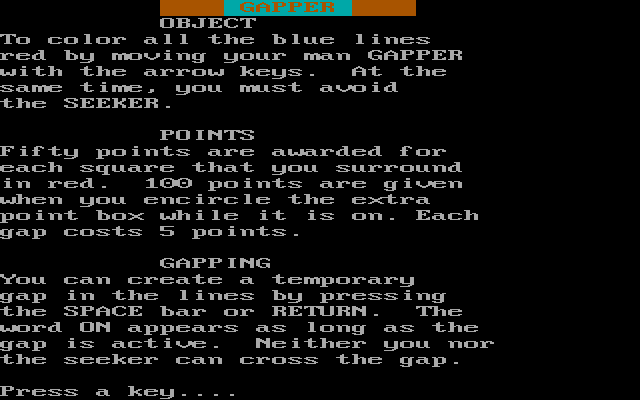 GAPPER
OBJECT
To color all the blue lines
red by moving your man GAPPER
with the arrow keys.  At the
same time, you must avoid
the SEEKER.
POINTS
Fifty points are awarded for
each square that you surround
in red.  100 points are given
when you encircle the extra
point box while it is on. Each
gap costs 5 points.
GAPPING
You can create a temporary
gap in the lines by pressing
the SPACE bar or RETURN.  The
word ON appears as long as the
gap is active.  Neither you nor
the seeker can cross the gap.
Press a key....